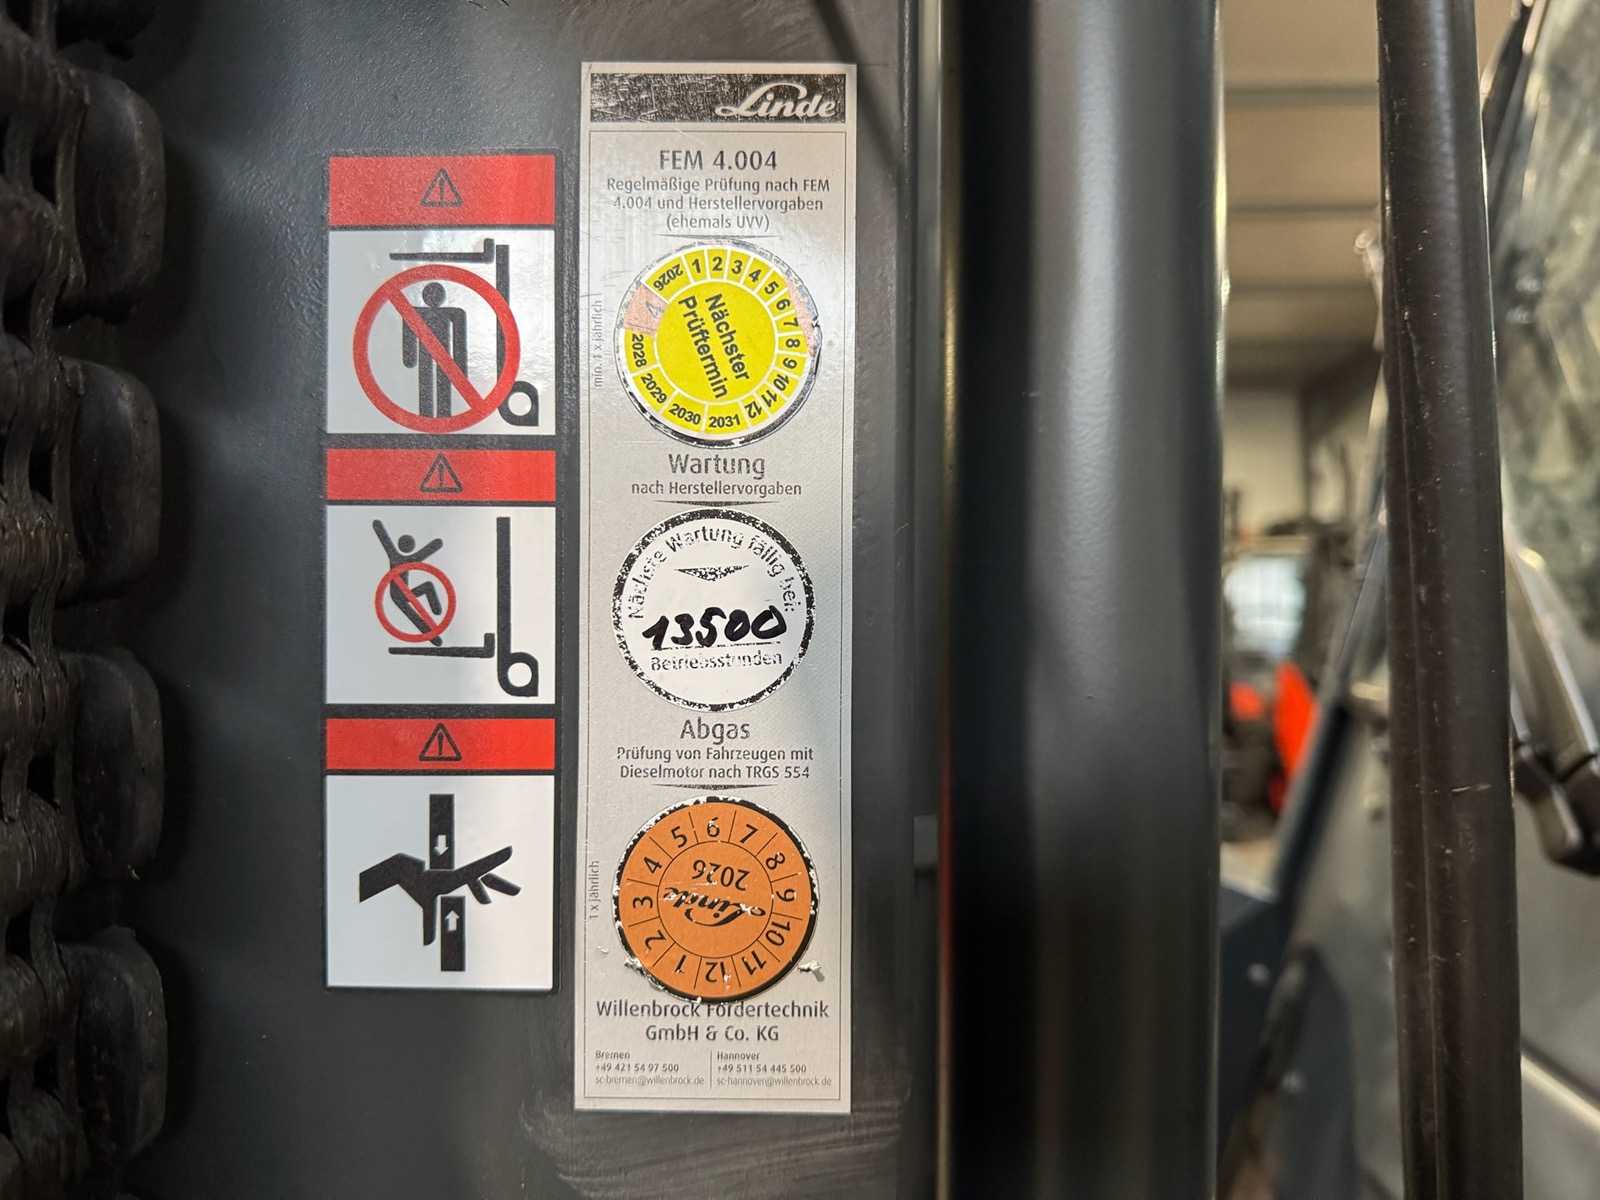 Linde
FEM 4.004
Regelmäßige Prüfung nach FEM
4.004 und Herstellervorgaben
(ehemals UVV)
min. 1 x jährlich
2026 1 2 3 4 5 6 7 8 9 10 11 12 2031 2030 2029 2028
Nächster
Prüftermin
Wartung
nach Herstellervorgaben
Nächste Wartung fällig bei:
13500
Betriebsstunden
Abgas
Prüfung von Fahrzeugen mit
Dieselmotor nach TRGS 554
1 x jährlich
1 2 3 4 5 6 7 8 9 10 11 12
2026
Linde
Willenbrock Fördertechnik
GmbH & Co. KG
Bremen
+49 421 54 97 500
sc-bremen@willenbrock.de
Hannover
+49 511 54 445 500
sc-hannover@willenbrock.de